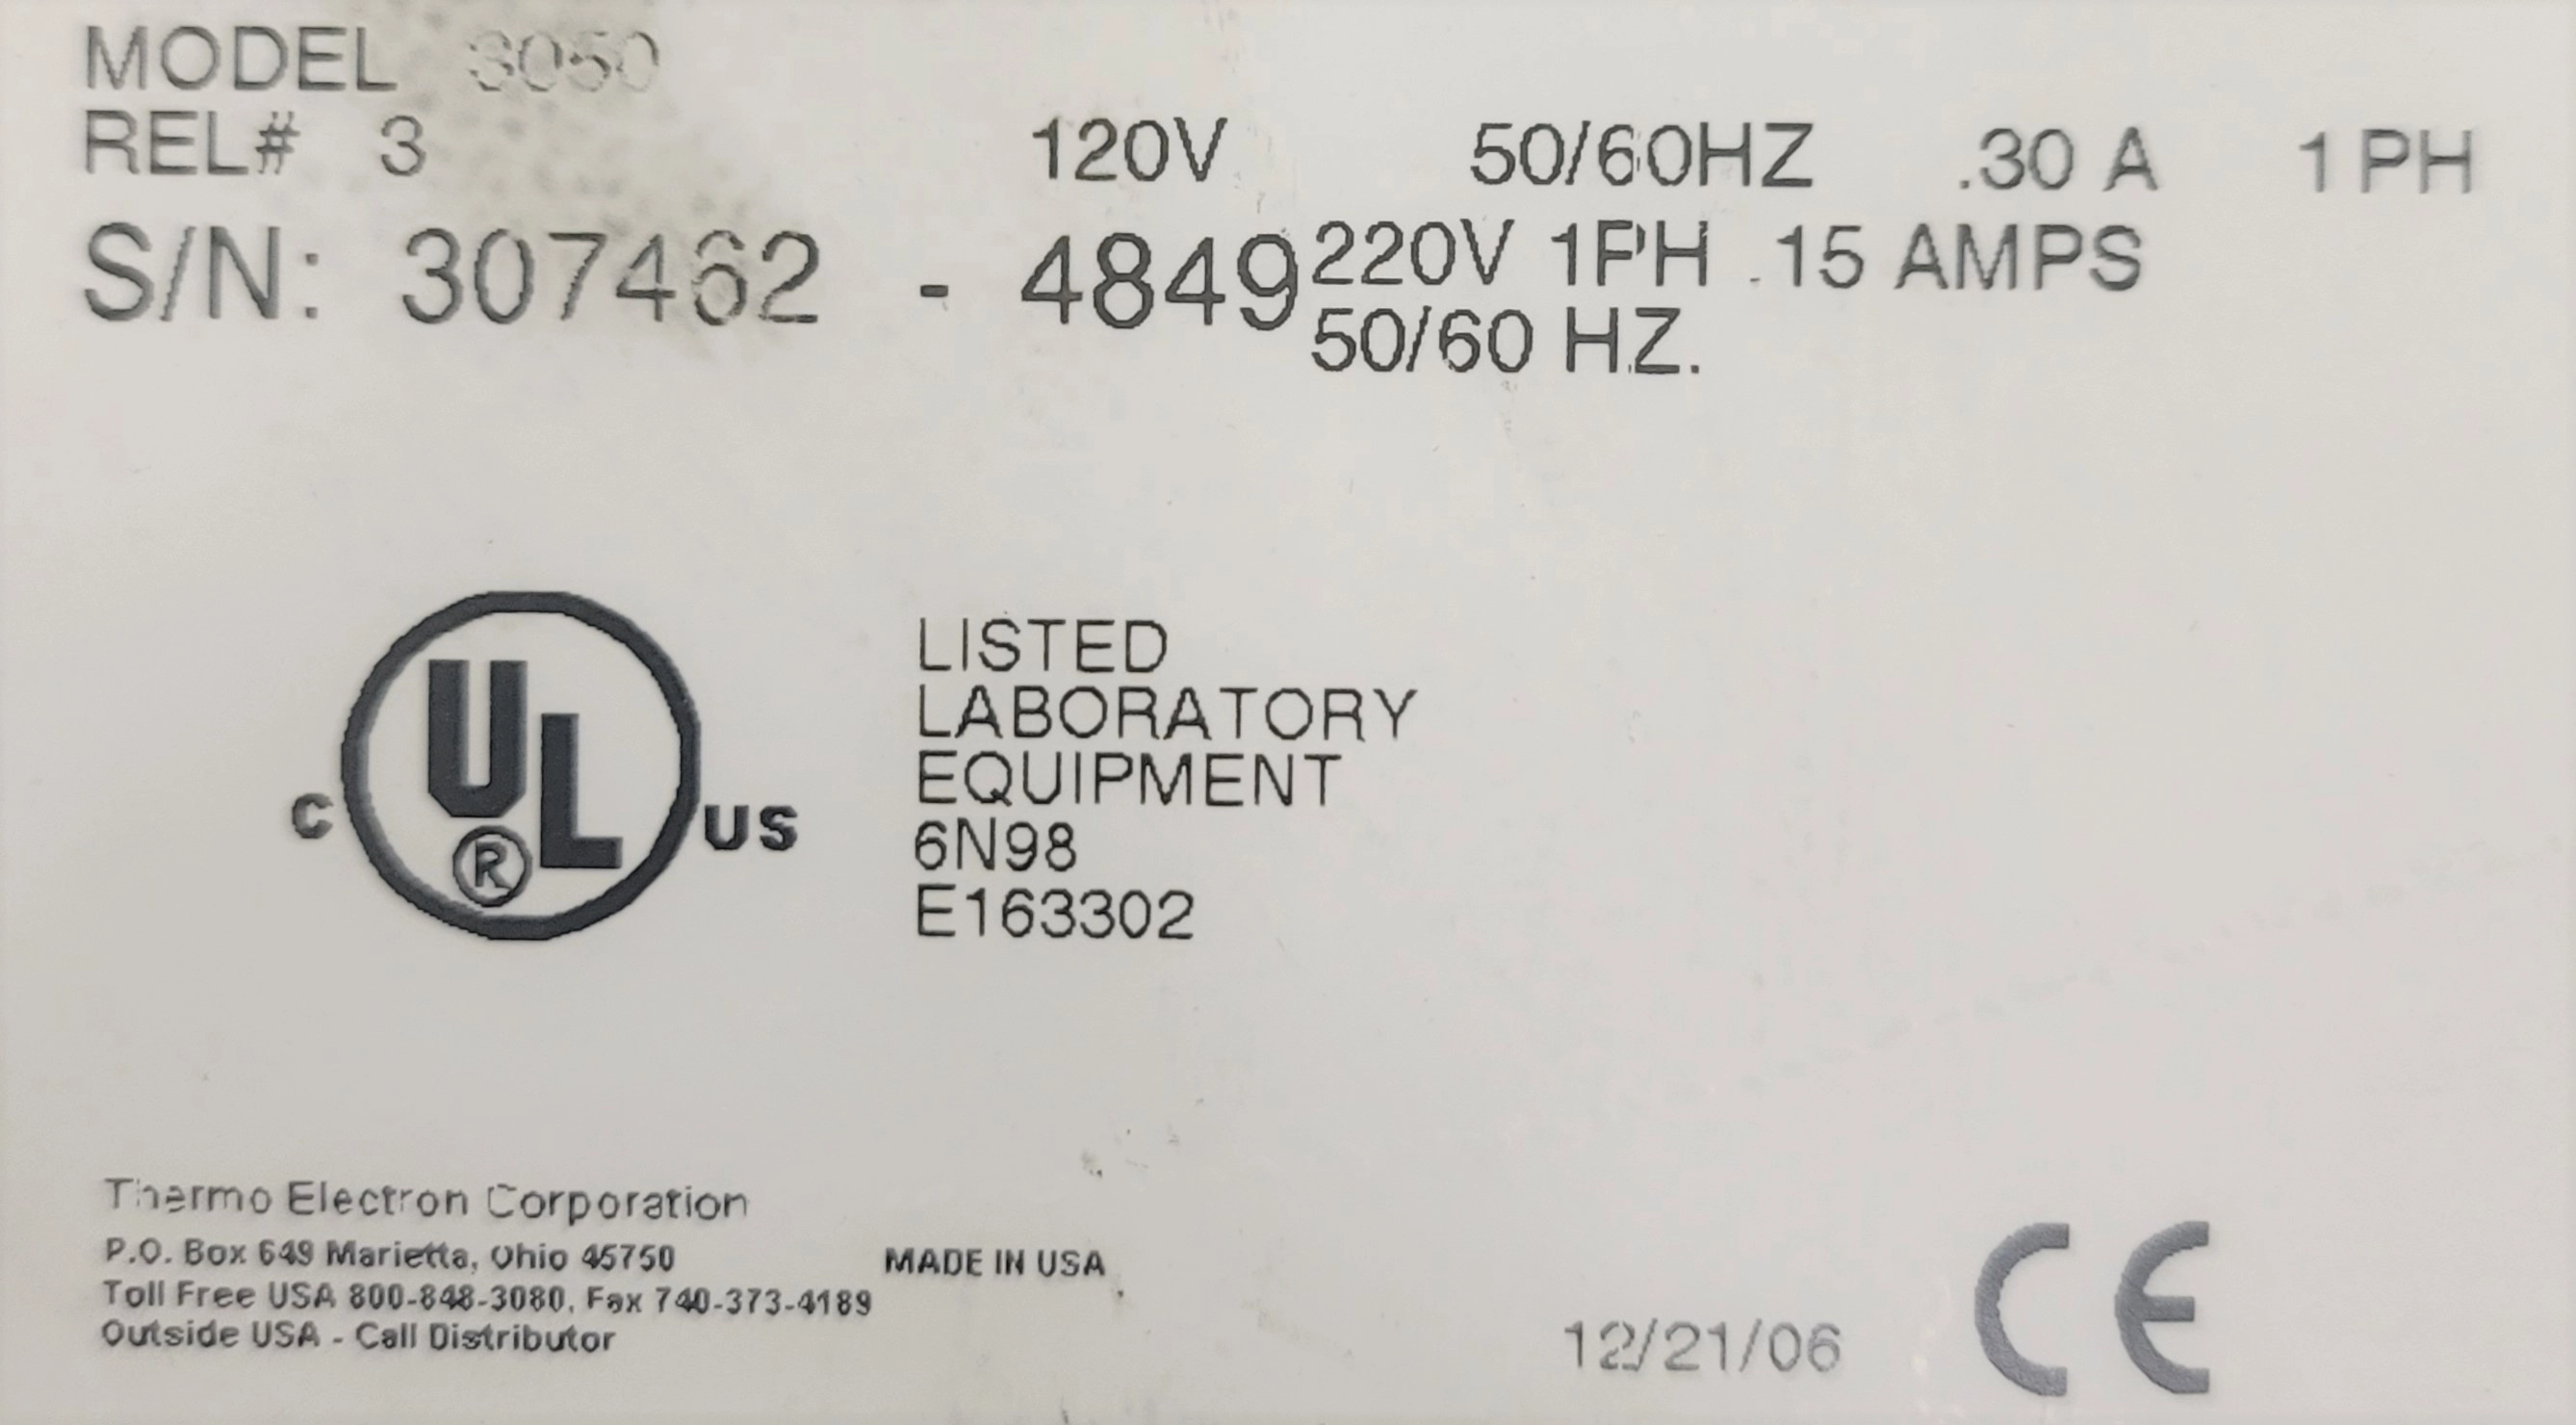 MODEL 3050
REL# 3 120V 50/60HZ .30 A 1 PH
S/N: 307462 - 4849 220V 1PH .15 AMPS
50/60 HZ.
C UL ® US
LISTED
LABORATORY
EQUIPMENT
6N98
E163302
Thermo Electron Corporation
P.O. Box 649 Marietta, Ohio 45750 MADE IN USA
Toll Free USA 800-848-3080, Fax 740-373-4189
Outside USA - Call Distributor
12/21/06 CE